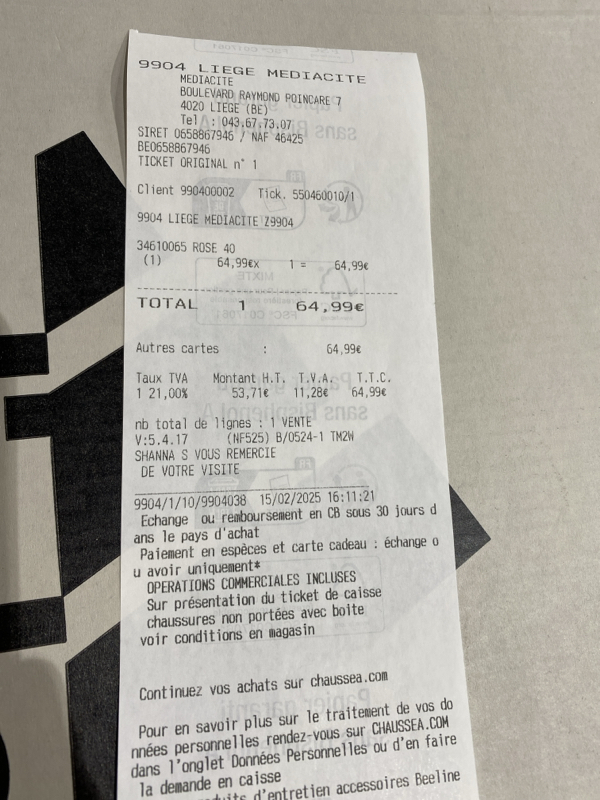 9904 LIEGE MEDIACITE
MEDIACITE
BOULEVARD RAYMOND POINCARE 7
4020 LIEGE (BE)
Tel : 043.67.73.07
SIRET 0658867946 / NAF 46425
BE0658867946
TICKET ORIGINAL n° 1
Client 990400002 Tick. 550460010/1
9904 LIEGE MEDIACITE Z9904
34610065 ROSE 40
(1) 64,99€x 1 = 64,99€
TOTAL 1 64,99€
Autres cartes : 64,99€
Taux TVA Montant H.T. T.V.A. T.T.C.
1 21,00% 53,71€ 11,28€ 64,99€
nb total de lignes : 1 VENTE
V:5.4.17 (NF525) B/0524-1 TM2W
SHANNA S VOUS REMERCIE
DE VOTRE VISITE
9904/1/10/9904038 15/02/2025 16:11:21
Echange ou remboursement en CB sous 30 jours d
ans le pays d'achat
Paiement en espèces et carte cadeau : échange o
u avoir uniquement*
OPERATIONS COMMERCIALES INCLUSES
Sur présentation du ticket de caisse
chaussures non portées avec boite
voir conditions en magasin
Continuez vos achats sur chaussea.com
Pour en savoir plus sur le traitement de vos do
nnées personnelles rendez-vous sur CHAUSSEA.COM
dans l'onglet Données Personnelles ou d'en faire
la demande en caisse
d'entretien accessoires Beeline